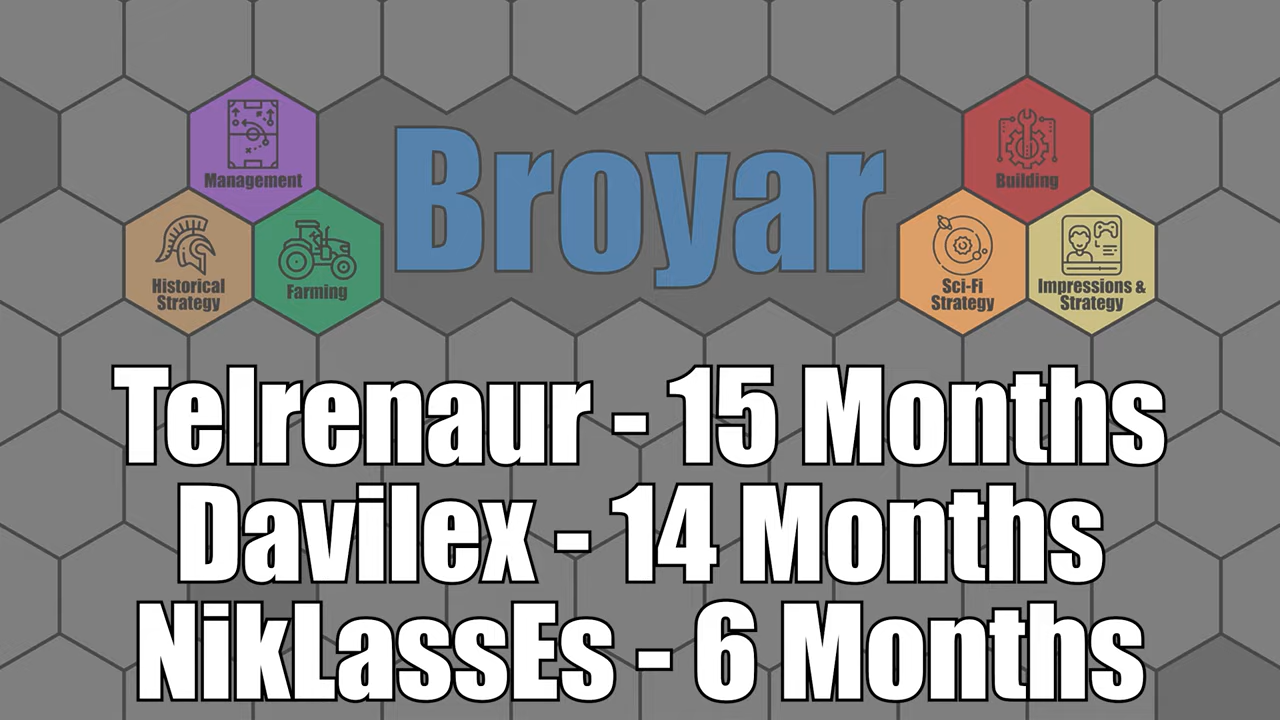 Management
Historical
Strategy
Farming
Broyar
Building
Sci-Fi
Strategy
Impressions &
Strategy
Telrenaur - 15 Months
Davilex - 14 Months
NikLassEs - 6 Months